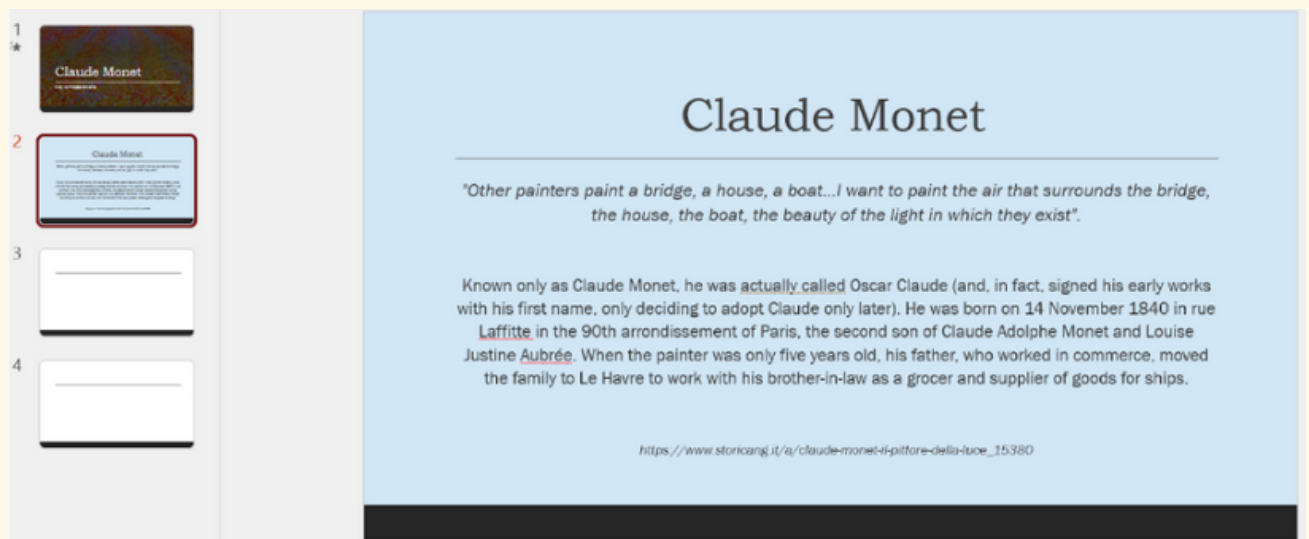 1
Claude Monet
2
Claude Monet
3
4
Claude Monet
"Other painters paint a bridge, a house, a boat...I want to paint the air that surrounds the bridge,
the house, the boat, the beauty of the light in which they exist".
Known only as Claude Monet, he was actually called Oscar Claude (and, in fact, signed his early works
with his first name, only deciding to adopt Claude only later). He was born on 14 November 1840 in rue
Laffitte in the 90th arrondissement of Paris, the second son of Claude Adolphe Monet and Louise
Justine Aubrée. When the painter was only five years old, his father, who worked in commerce, moved
the family to Le Havre to work with his brother-in-law as a grocer and supplier of goods for ships.
https://www.storicang.it/a/claude-monet-il-pittore-della-luce_15380